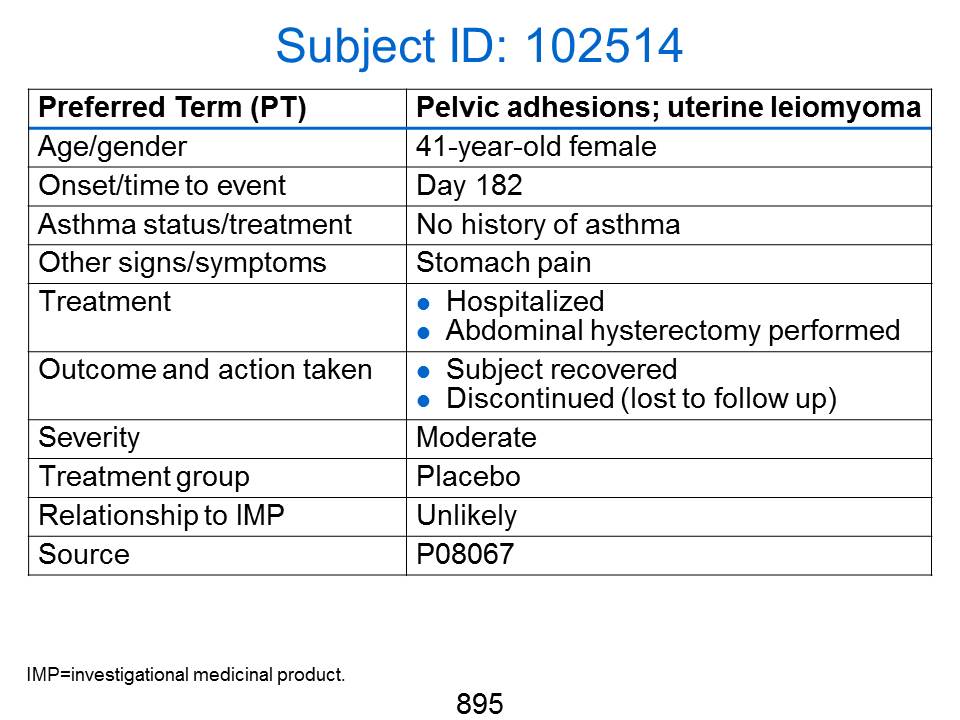 Subject ID: 102514
Preferred Term (PT) Pelvic adhesions; uterine leiomyoma
Age/gender 41-year-old female
Onset/time to event Day 182
Asthma status/treatment No history of asthma
Other signs/symptoms Stomach pain
Treatment ● Hospitalized
● Abdominal hysterectomy performed
Outcome and action taken ● Subject recovered
● Discontinued (lost to follow up)
Severity Moderate
Treatment group Placebo
Relationship to IMP Unlikely
Source P08067
IMP=investigational medicinal product.
895